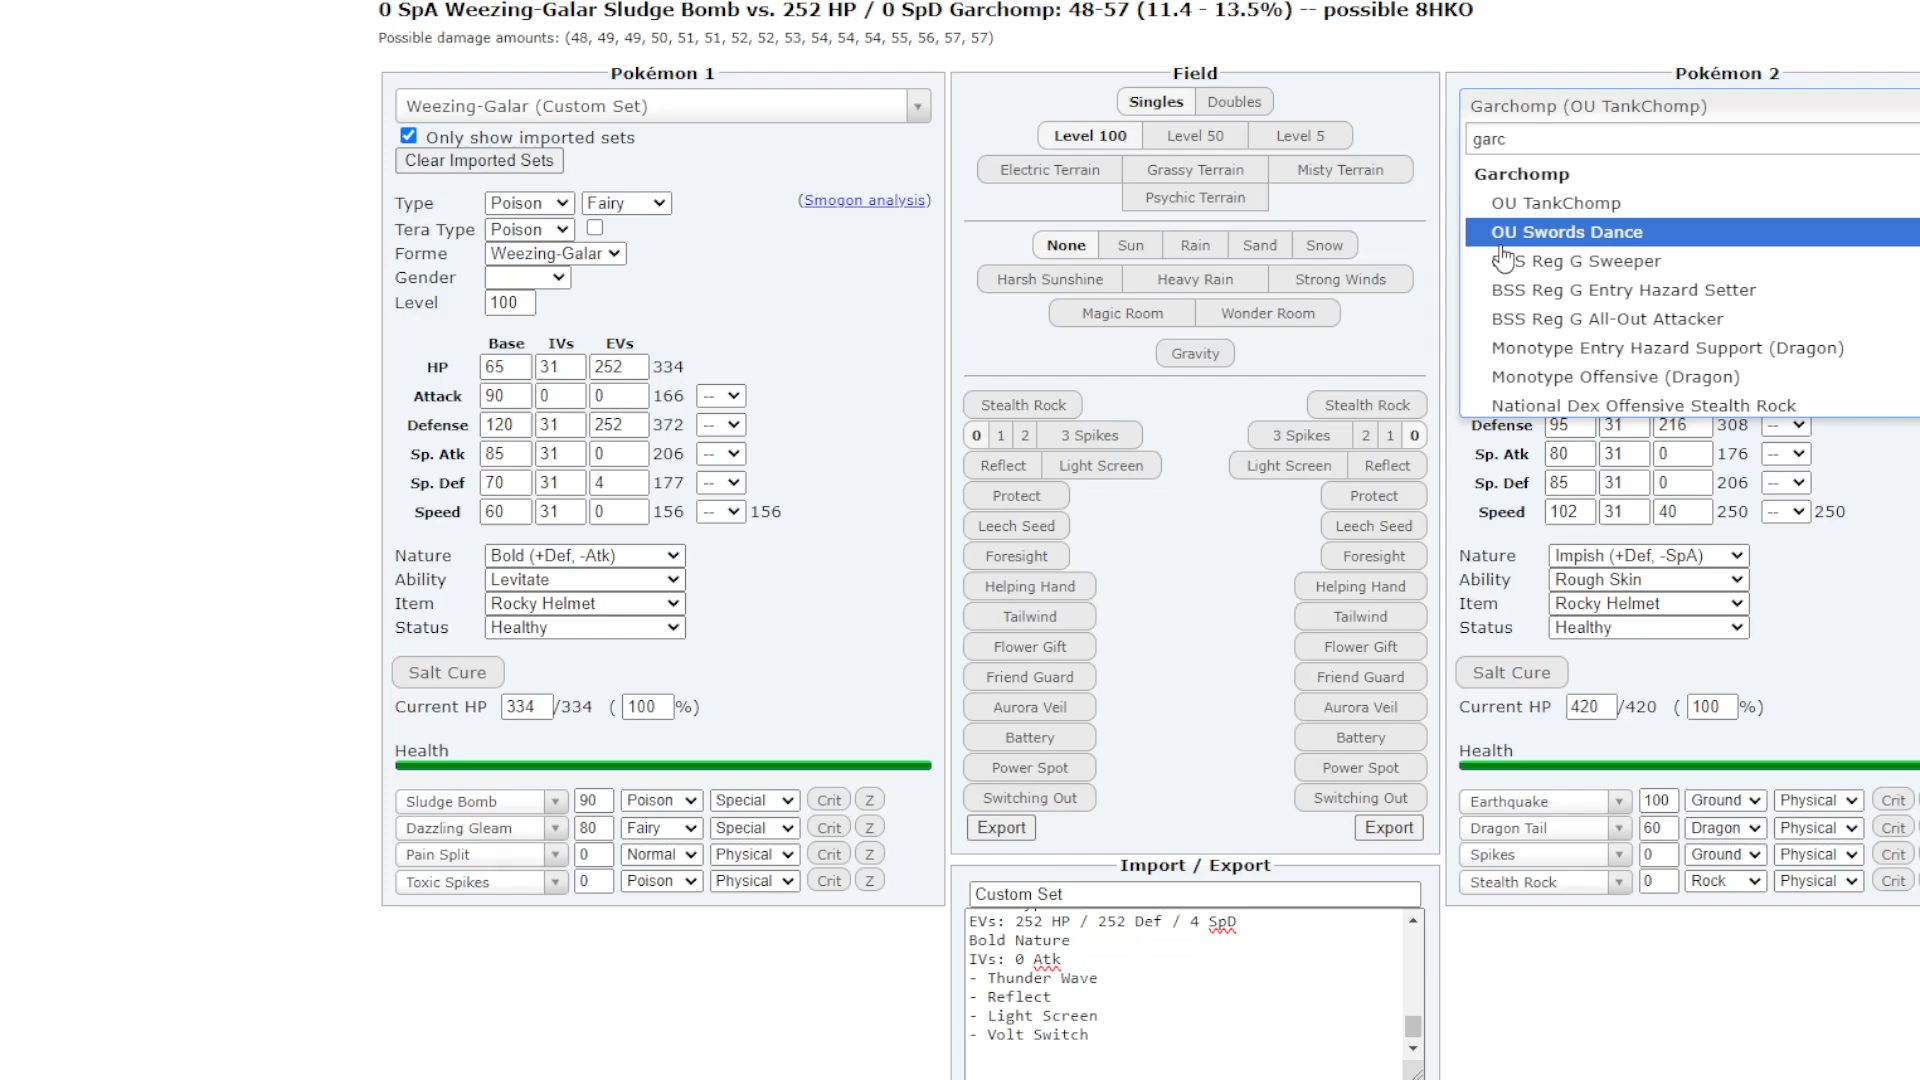 0 SpA Weezing-Galar Sludge Bomb vs. 252 HP / 0 SpD Garchomp: 48-57 (11.4 - 13.5%) -- possible 8HKO
Possible damage amounts: (48, 49, 49, 50, 51, 51, 52, 52, 53, 54, 54, 54, 55, 56, 57, 57)
Pokémon 1
Weezing-Galar (Custom Set)
Only show imported sets
Clear Imported Sets
Type Poison Fairy (Smogon analysis)
Tera Type Poison
Forme Weezing-Galar
Gender
Level 100
Base IVs EVs
HP 65 31 252 334
Attack 90 0 0 166 --
Defense 120 31 252 372 --
Sp. Atk 85 31 0 206 --
Sp. Def 70 31 4 177 --
Speed 60 31 0 156 -- 156
Nature Bold (+Def, -Atk)
Ability Levitate
Item Rocky Helmet
Status Healthy
Salt Cure
Current HP 334 /334 ( 100 %)
Health
Sludge Bomb 90 Poison Special Crit Z
Dazzling Gleam 80 Fairy Special Crit Z
Pain Split 0 Normal Physical Crit Z
Toxic Spikes 0 Poison Physical Crit Z
Field
Singles Doubles
Level 100 Level 50 Level 5
Electric Terrain Grassy Terrain Misty Terrain
Psychic Terrain
None Sun Rain Sand Snow
Harsh Sunshine Heavy Rain Strong Winds
Magic Room Wonder Room
Gravity
Stealth Rock Stealth Rock
0 1 2 3 Spikes 3 Spikes 2 1 0
Reflect Light Screen Light Screen Reflect
Protect Protect
Leech Seed Leech Seed
Foresight Foresight
Helping Hand Helping Hand
Tailwind Tailwind
Flower Gift Flower Gift
Friend Guard Friend Guard
Aurora Veil Aurora Veil
Battery Battery
Power Spot Power Spot
Switching Out Switching Out
Export Export
Import / Export
Custom Set
EVs: 252 HP / 252 Def / 4 SpD
Bold Nature
IVs: 0 Atk
- Thunder Wave
- Reflect
- Light Screen
- Volt Switch
Pokémon 2
Garchomp (OU TankChomp)
garc
Garchomp
OU TankChomp
OU Swords Dance
Reg G Sweeper
BSS Reg G Entry Hazard Setter
BSS Reg G All-Out Attacker
Monotype Entry Hazard Support (Dragon)
Monotype Offensive (Dragon)
National Dex Offensive Stealth Rock
Defense 95 31 216 308 --
Sp. Atk 80 31 0 176 --
Sp. Def 85 31 0 206 --
Speed 102 31 40 250 -- 250
Nature Impish (+Def, -SpA)
Ability Rough Skin
Item Rocky Helmet
Status Healthy
Salt Cure
Current HP 420 /420 ( 100 %)
Health
Earthquake 100 Ground Physical Crit
Dragon Tail 60 Dragon Physical Crit
Spikes 0 Ground Physical Crit
Stealth Rock 0 Rock Physical Crit